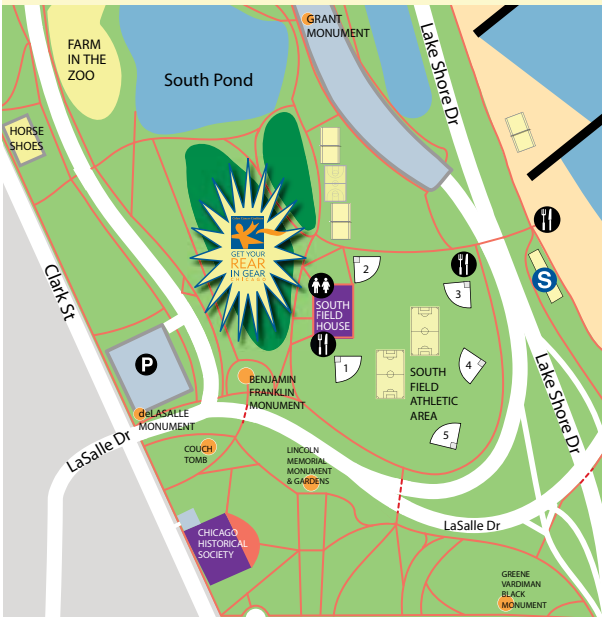 GRANT
MONUMENT
FARM
IN THE
ZOO
South Pond
Lake Shore Dr
HORSE
SHOES
GET YOUR
REAR
IN GEAR
CHICAGO
2
S
3
SOUTH
FIELD
HOUSE
Clark St
P
1
4
SOUTH
FIELD
ATHLETIC
AREA
Lake Shore Dr
BENJAMIN
FRANKLIN
MONUMENT
deLASALLE
MONUMENT
5
LaSalle Dr
COUCH
TOMB
LINCOLN
MEMORIAL
MONUMENT
& GARDENS
LaSalle Dr
CHICAGO
HISTORICAL
SOCIETY
GREENE
VARDIMAN
BLACK
MONUMENT